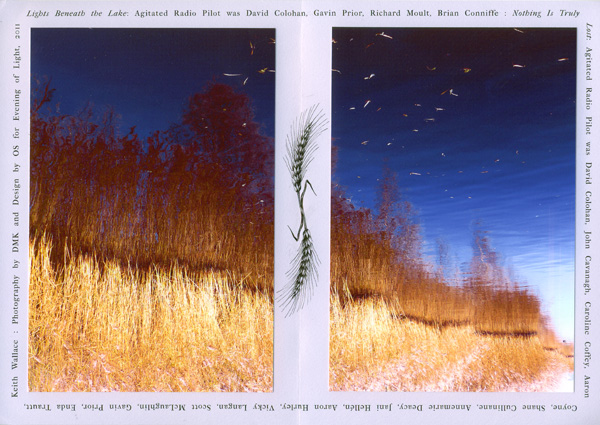 Lights Beneath the Lake: Agitated Radio Pilot was David Colohan, Gavin Prior, Richard Moult, Brian Conniffe : Nothing Is Truly
Lost: Agitated Radio Pilot was David Colohan, John Cavanagh, Caroline Coffey, Aaron
Coyne, Shane Cullinane, Annemarie Deacy, Jani Hellén, Aaron Hurley, Vicky Langan, Scott McLaughlin, Gavin Prior, Enda Trautt,
Keith Wallace : Photography by DMK and Design by OS for Evening of Light, 2011